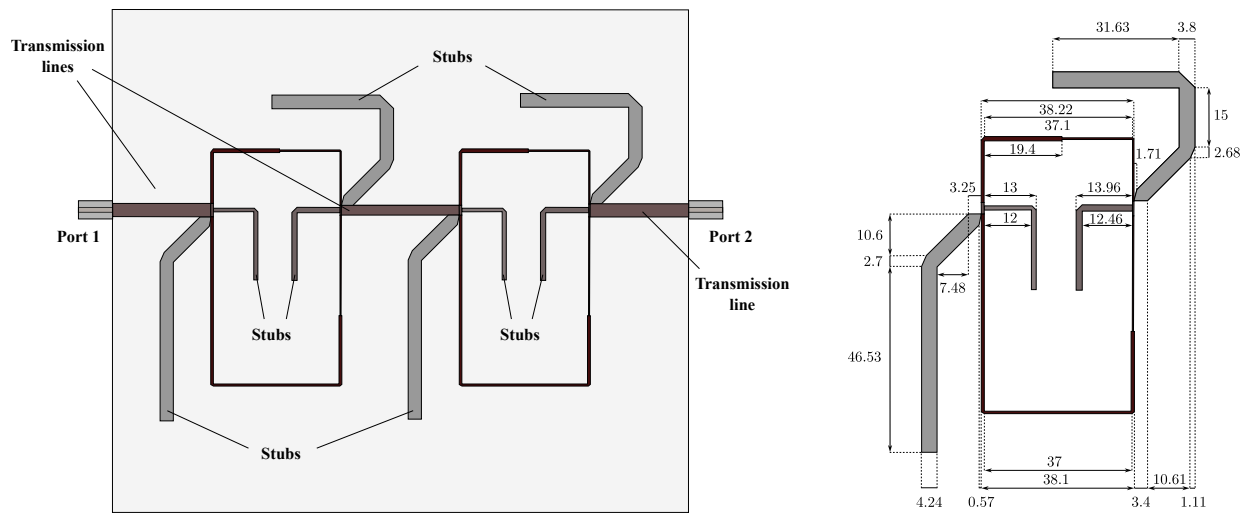 Transmission
lines
Stubs
Port 1
Port 2
Transmission
line
Stubs
Stubs
Stubs
31.63
3.8
38.22
37.1
19.4
15
2.68
1.71
3.25
13
13.96
12
12.46
10.6
2.7
7.48
46.53
37
38.1
10.61
4.24
0.57
3.4
1.11